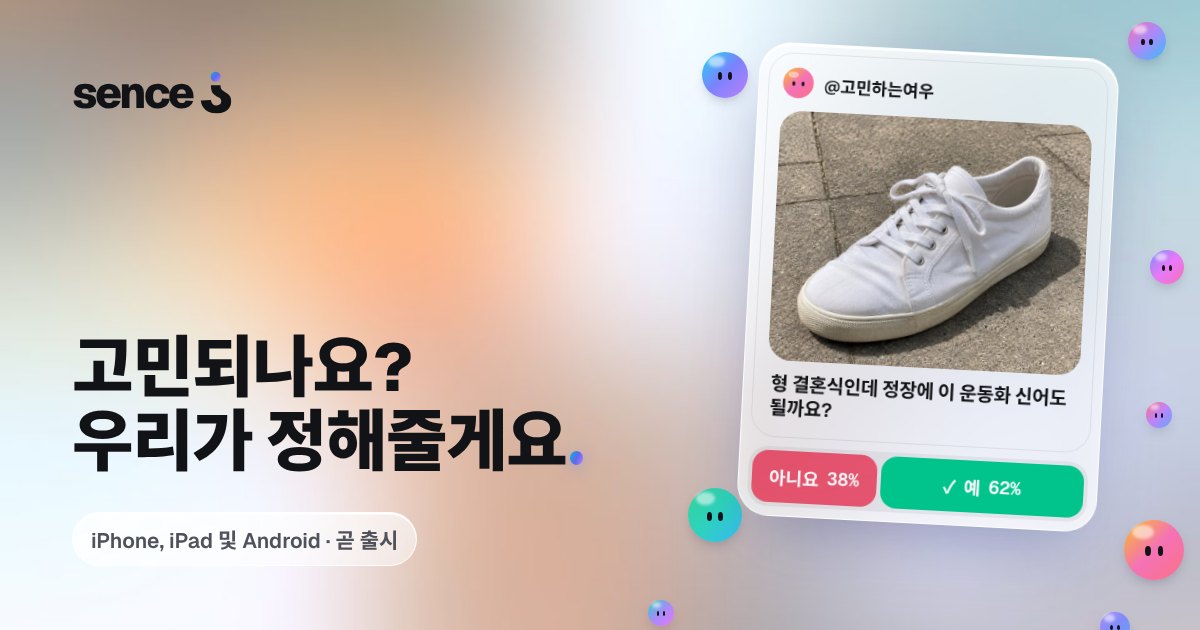 sence
고민되나요?
우리가 정해줄게요.
iPhone, iPad 및 Android · 곧 출시
@고민하는여우
형 결혼식인데 정장에 이 운동화 신어도
될까요?
아니요 38%
✓ 예 62%